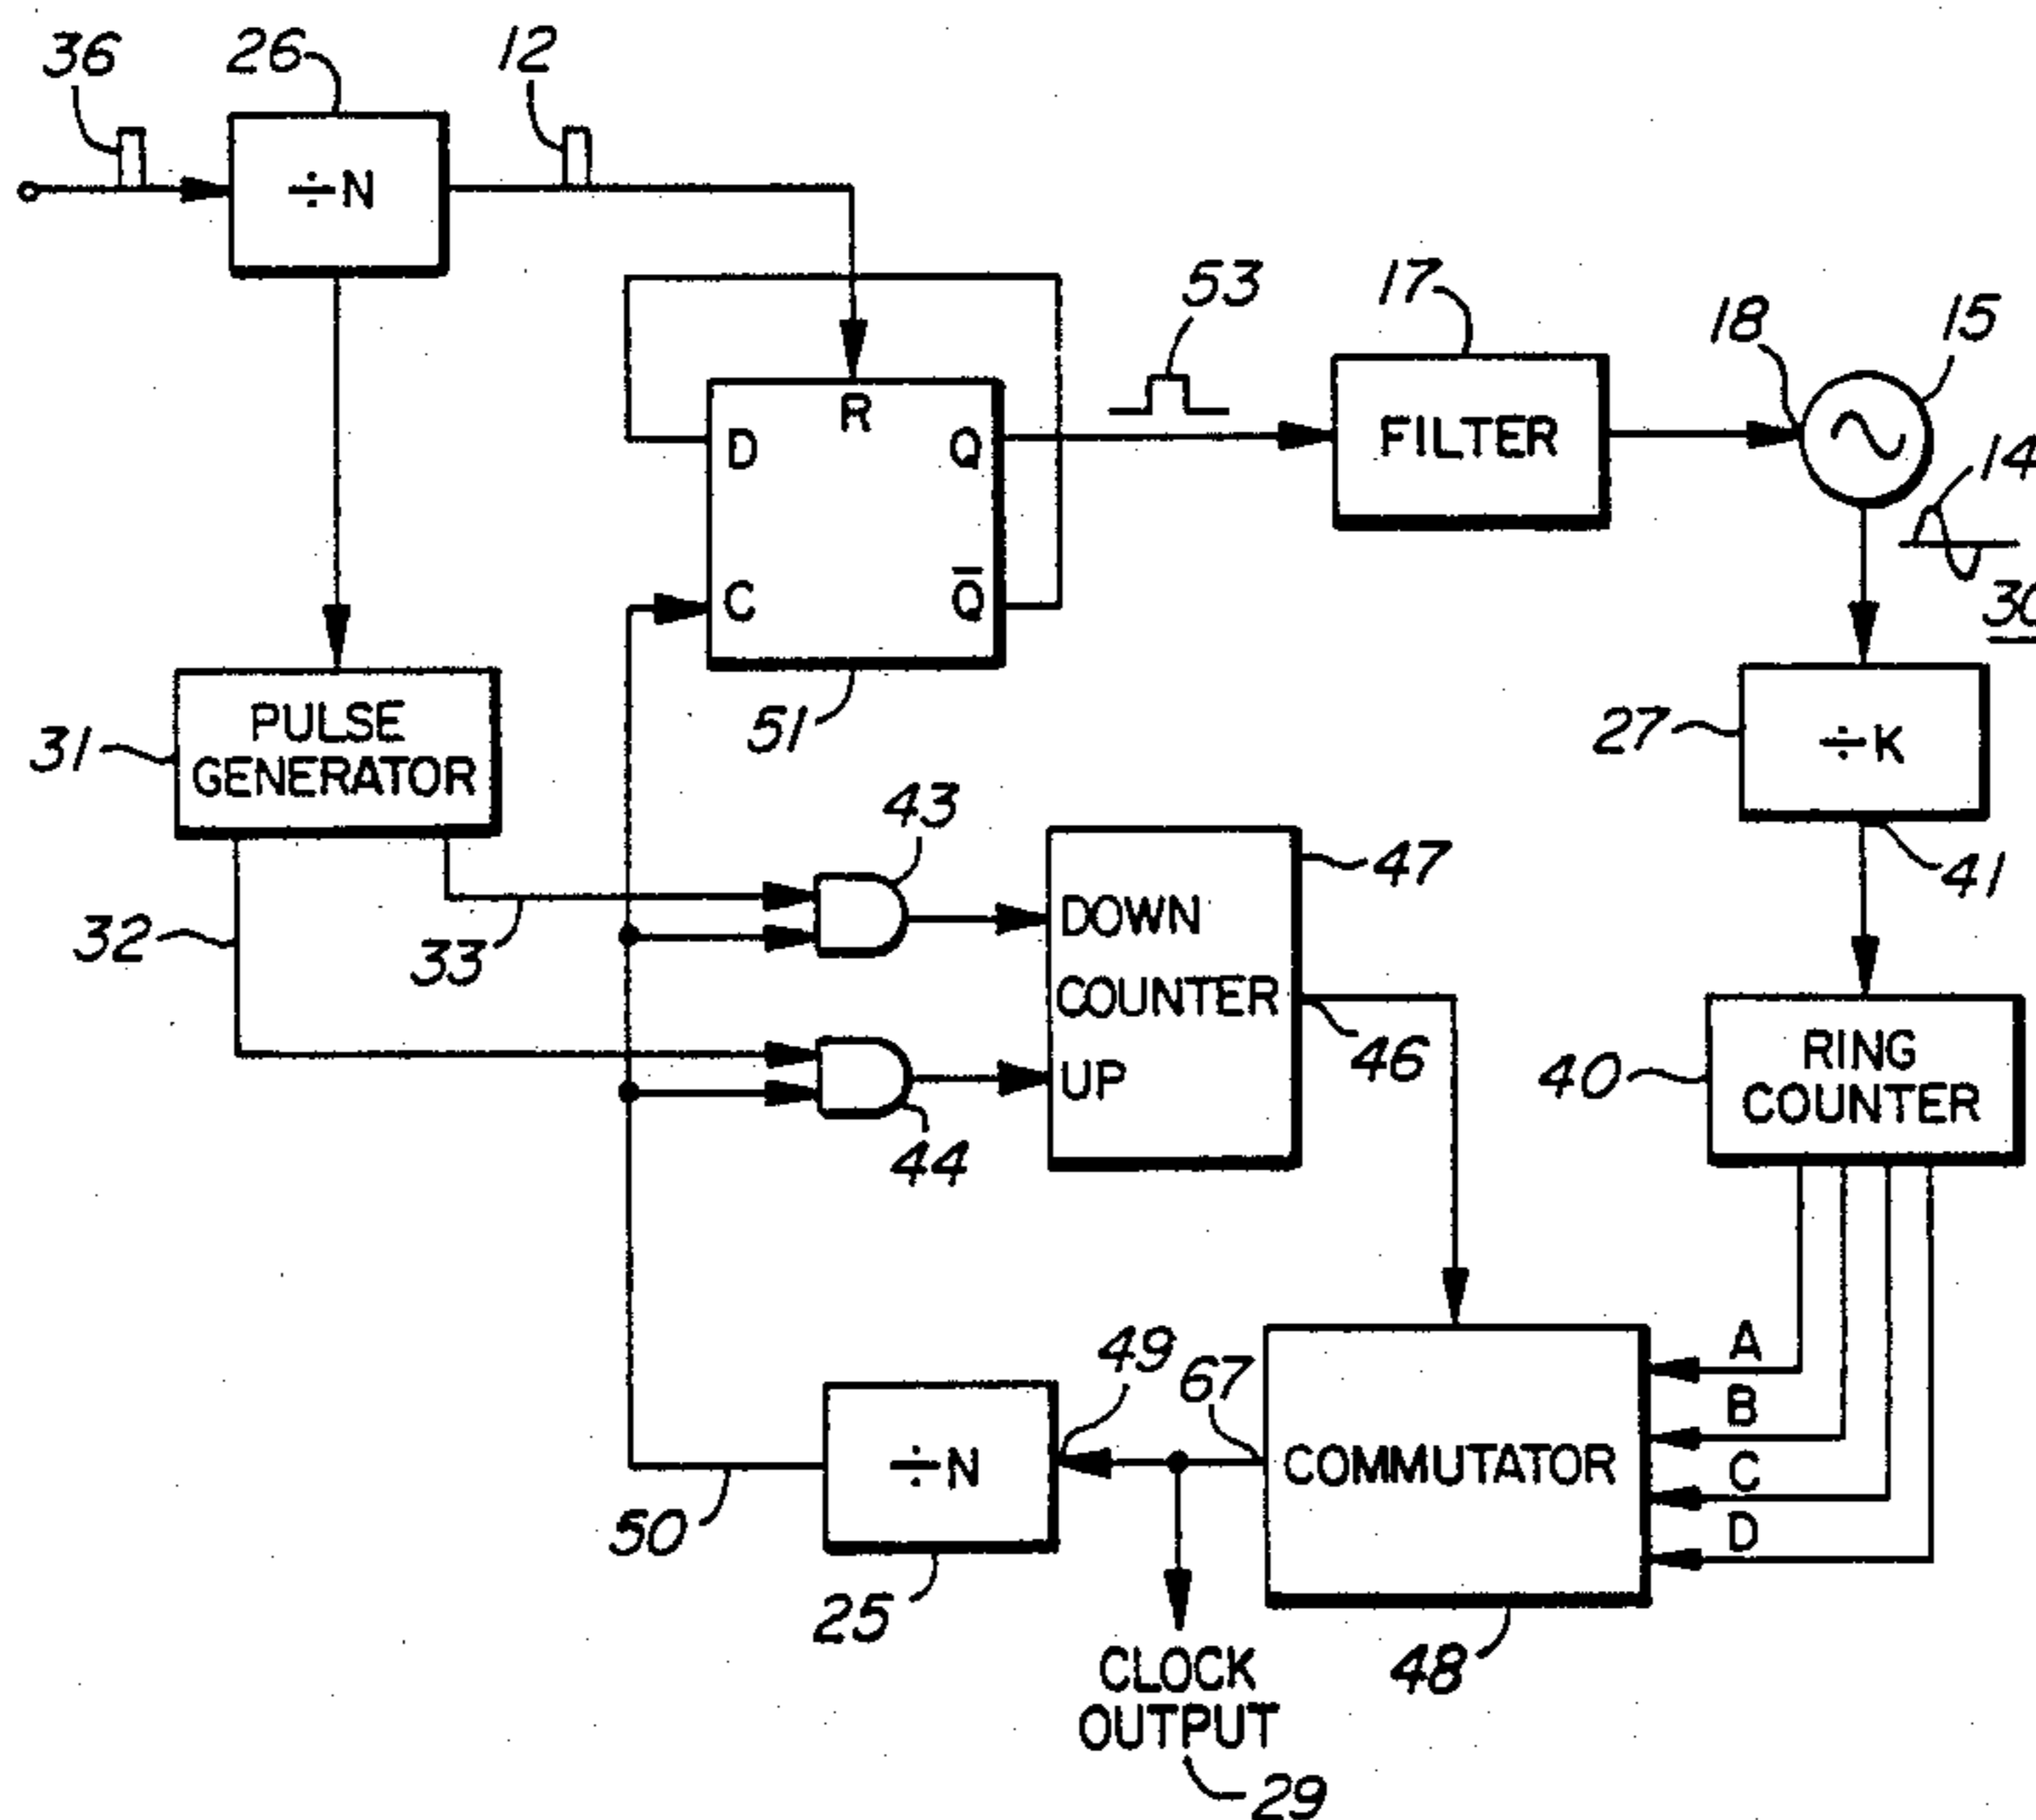 36
26
12
÷N
53
17
18
15
R
D
Q
FILTER
14
C
Q̅
30
51
27
÷K
31
PULSE
GENERATOR
43
47
41
32
33
DOWN
COUNTER
UP
46
40
RING
COUNTER
44
49
67
A
B
C
D
÷N
COMMUTATOR
50
25
48
CLOCK
OUTPUT
29